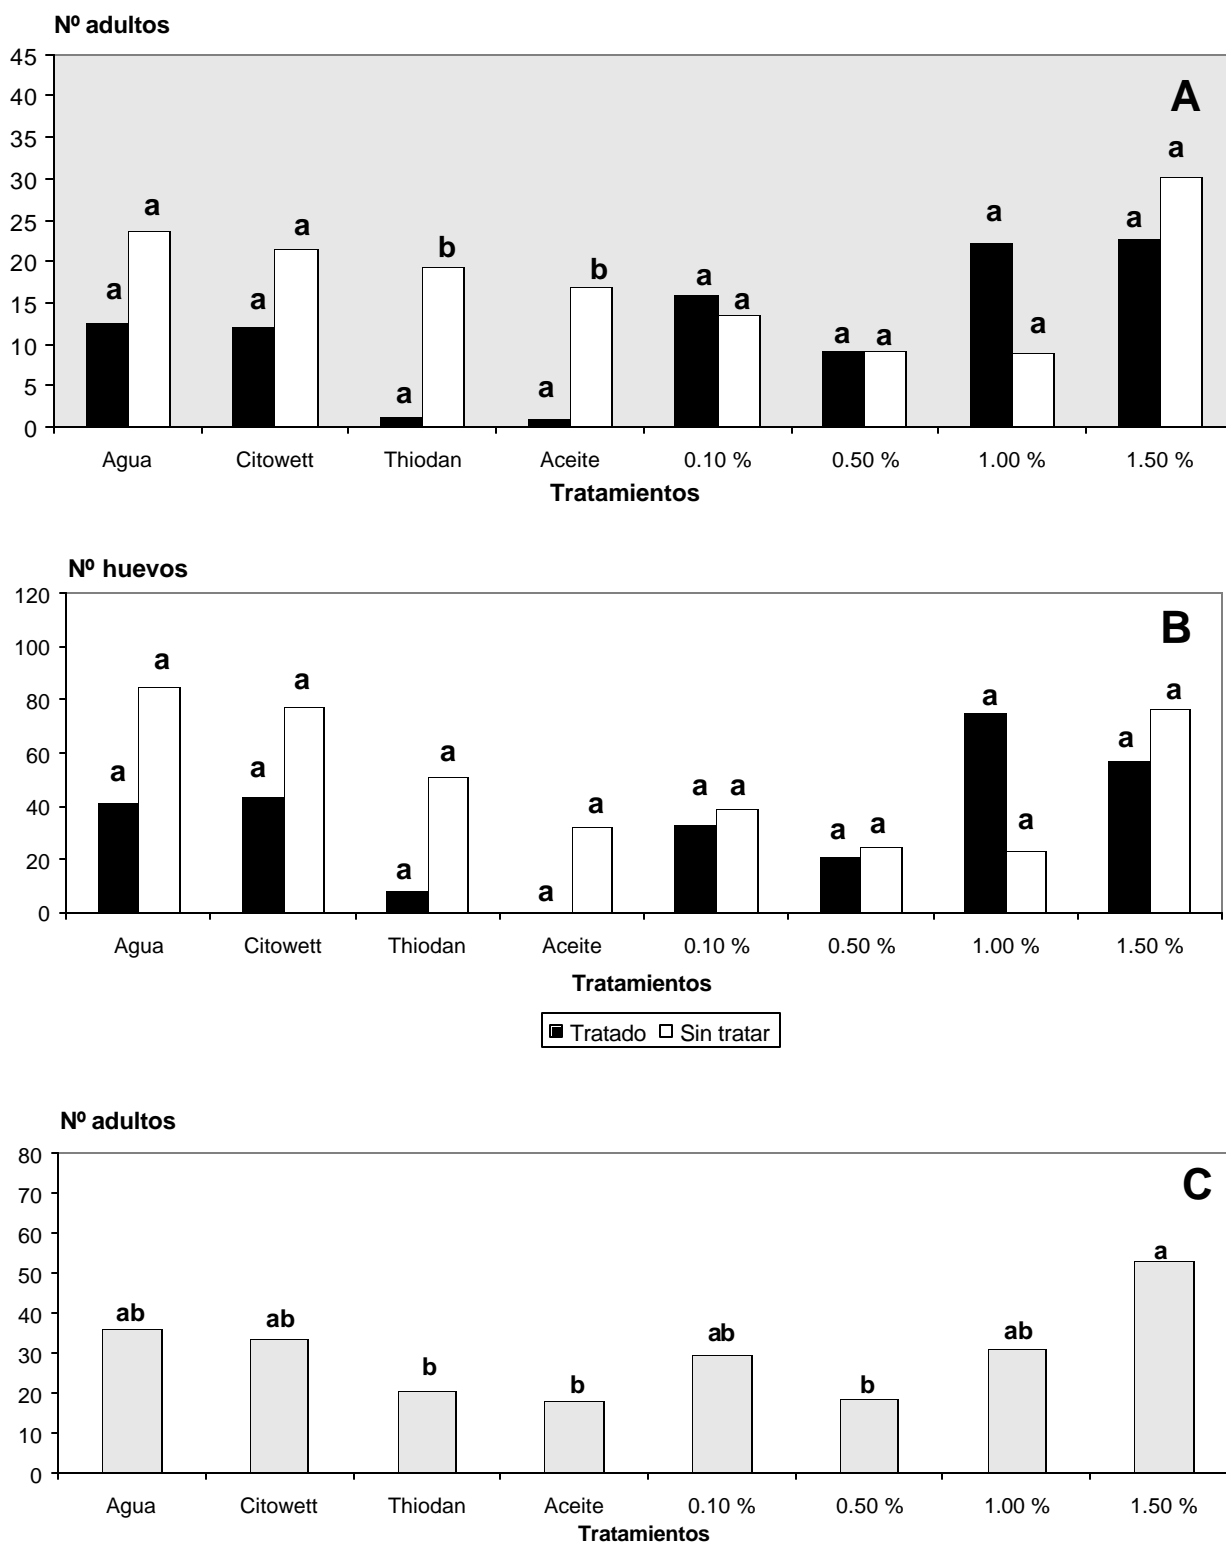 Nº adultos
45
40
35
30
25
20
15
10
5
0
A
a a a a a b a b a a a a a a a a
Agua Citowett Thiodan Aceite 0.10 % 0.50 % 1.00 % 1.50 %
Tratamientos
Nº huevos
120
100
80
60
40
20
0
B
a a a a a a a a a a a a a a a a
Agua Citowett Thiodan Aceite 0.10 % 0.50 % 1.00 % 1.50 %
Tratamientos
Tratado Sin tratar
Nº adultos
80
70
60
50
40
30
20
10
0
C
ab ab b b ab b ab a
Agua Citowett Thiodan Aceite 0.10 % 0.50 % 1.00 % 1.50 %
Tratamientos